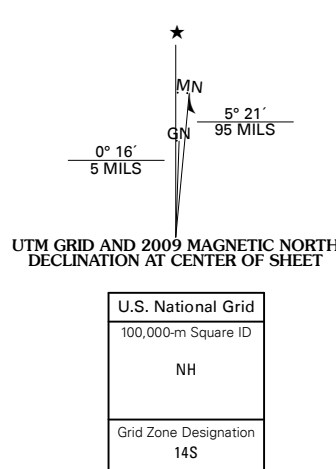 ★
MN
GN
5° 21´
95 MILS
0° 16´
5 MILS
UTM GRID AND 2009 MAGNETIC NORTH
DECLINATION AT CENTER OF SHEET
U.S. National Grid
100,000-m Square ID
NH
Grid Zone Designation
14S